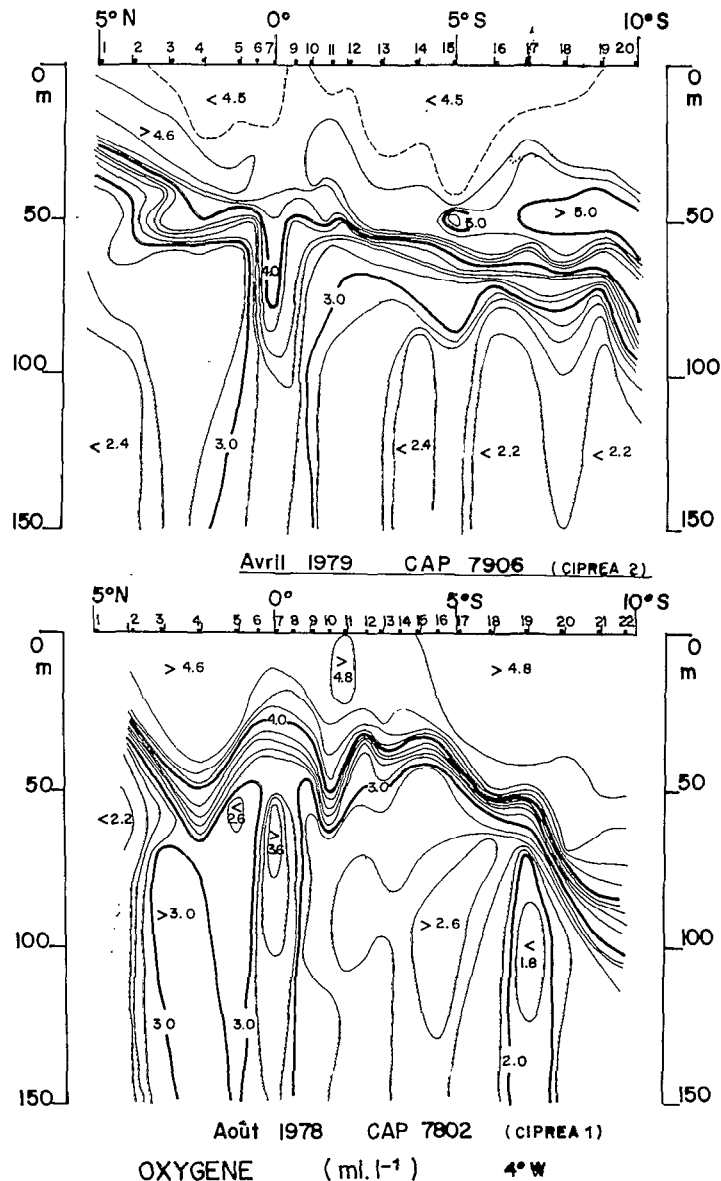 5°N 0° 5°S 10°S
1 2 3 4 5 6 7 9 10 11 12 13 14 15 16 17 18 19 20
0 0
m m
< 4.5 < 4.5
> 4.6
50 5.0 > 5.0 50
4.0
3.0
100 100
< 2.4 3.0 < 2.4 < 2.2 < 2.2
150 150
Avril 1979 CAP 7906 (CIPREA 2)
5°N 0° 5°S 10°S
1 2 3 4 5 6 7 8 9 10 11 12 13 14 15 16 17 18 19 20 21 22
0 0
m > 4.6 > 4.8 > 4.8 m
4.0
50 3.0 50
<2.2 < 2.6
> 3.6
>3.0 > 2.6
100 < 1.8 100
3.0 3.0
2.0
150 150
Août 1978 CAP 7802 (CIPREA 1)
OXYGENE (ml.l⁻¹) 4°W